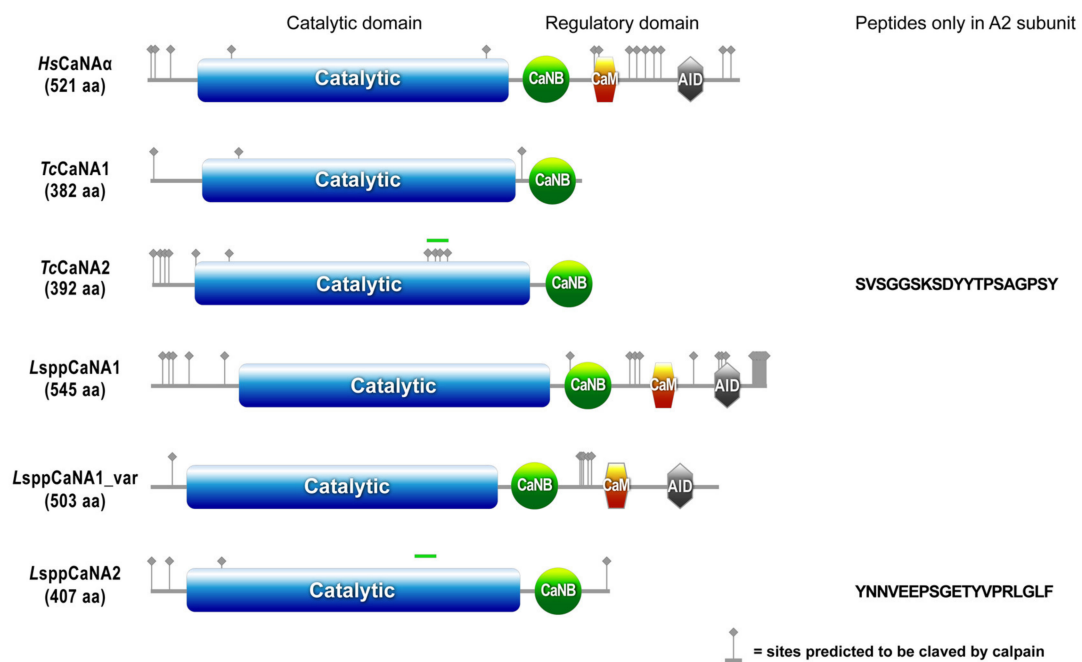 Catalytic domain Regulatory domain Peptides only in A2 subunit
HsCaNAα
(521 aa)
Catalytic CaNB CaM AID
TcCaNA1
(382 aa)
Catalytic CaNB
TcCaNA2
(392 aa)
Catalytic CaNB
SVSGGSKSDYYTPSAGPSY
LsppCaNA1
(545 aa)
Catalytic CaNB CaM AID
LsppCaNA1_var
(503 aa)
Catalytic CaNB CaM AID
LsppCaNA2
(407 aa)
Catalytic CaNB
YNNVEEPSGETYVPRLGLF
= sites predicted to be claved by calpain